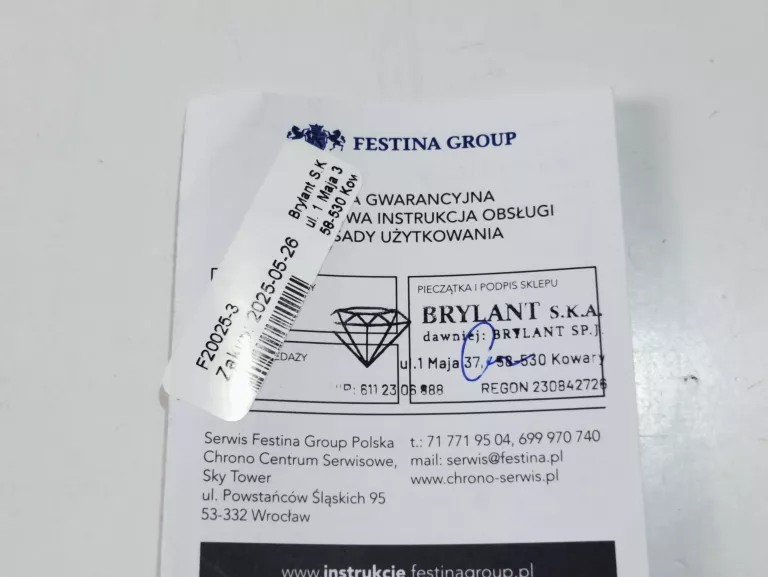 FESTINA GROUP
A GWARANCYJNA
WA INSTRUKCJA OBSŁUGI
SADY UŻYTKOWANIA
F20025-3
2025-05-26
Brylant S.K
ul. 1 Maja 3
58-530 Kow
PIECZĄTKA I PODPIS SKLEPU
BRYLANT S.K.A.
dawniej: BRYLANT SP.J.
ul.1 Maja 37, 58-530 Kowary
611 23 06 888 REGON 230842726
Serwis Festina Group Polska
Chrono Centrum Serwisowe,
Sky Tower
ul. Powstańców Śląskich 95
53-332 Wrocław
t.: 71 771 95 04, 699 970 740
mail: serwis@festina.pl
www.chrono-serwis.pl
www.instrukcje.festinagroup.pl